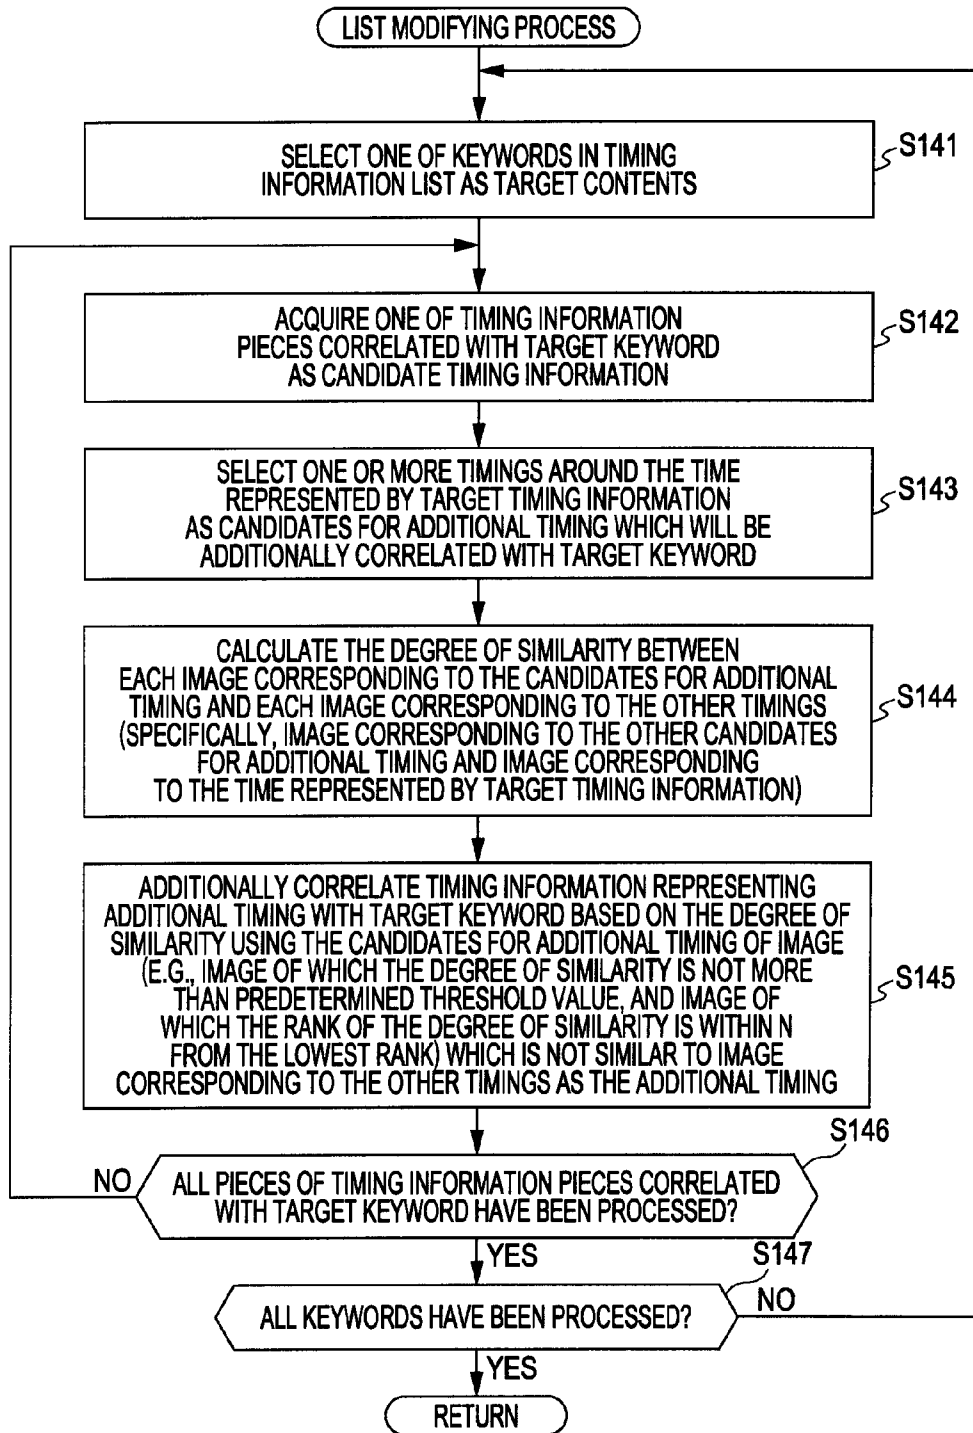 LIST MODIFYING PROCESS
SELECT ONE OF KEYWORDS IN TIMING
INFORMATION LIST AS TARGET CONTENTS
S141
ACQUIRE ONE OF TIMING INFORMATION
PIECES CORRELATED WITH TARGET KEYWORD
AS CANDIDATE TIMING INFORMATION
S142
SELECT ONE OR MORE TIMINGS AROUND THE TIME
REPRESENTED BY TARGET TIMING INFORMATION
AS CANDIDATES FOR ADDITIONAL TIMING WHICH WILL BE
ADDITIONALLY CORRELATED WITH TARGET KEYWORD
S143
CALCULATE THE DEGREE OF SIMILARITY BETWEEN
EACH IMAGE CORRESPONDING TO THE CANDIDATES FOR ADDITIONAL
TIMING AND EACH IMAGE CORRESPONDING TO THE OTHER TIMINGS
(SPECIFICALLY, IMAGE CORRESPONDING TO THE OTHER CANDIDATES
FOR ADDITIONAL TIMING AND IMAGE CORRESPONDING
TO THE TIME REPRESENTED BY TARGET TIMING INFORMATION)
S144
ADDITIONALLY CORRELATE TIMING INFORMATION REPRESENTING
ADDITIONAL TIMING WITH TARGET KEYWORD BASED ON THE DEGREE OF
SIMILARITY USING THE CANDIDATES FOR ADDITIONAL TIMING OF IMAGE
(E.G., IMAGE OF WHICH THE DEGREE OF SIMILARITY IS NOT MORE
THAN PREDETERMINED THRESHOLD VALUE, AND IMAGE OF
WHICH THE RANK OF THE DEGREE OF SIMILARITY IS WITHIN N
FROM THE LOWEST RANK) WHICH IS NOT SIMILAR TO IMAGE
CORRESPONDING TO THE OTHER TIMINGS AS THE ADDITIONAL TIMING
S145
S146
NO
ALL PIECES OF TIMING INFORMATION PIECES CORRELATED
WITH TARGET KEYWORD HAVE BEEN PROCESSED?
YES
S147
ALL KEYWORDS HAVE BEEN PROCESSED?
NO
YES
RETURN